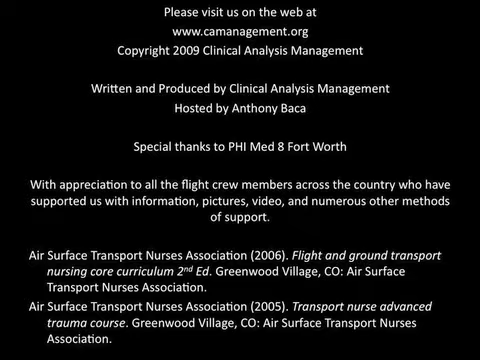 Please visit us on the web at
www.camanagement.org
Copyright 2009 Clinical Analysis Management
Written and Produced by Clinical Analysis Management
Hosted by Anthony Baca
Special thanks to PHI Med 8 Fort Worth
With appreciation to all the flight crew members across the country who have
supported us with information, pictures, video, and numerous other methods
of support.
Air Surface Transport Nurses Association (2006). Flight and ground transport
nursing core curriculum 2nd Ed. Greenwood Village, CO: Air Surface
Transport Nurses Association.
Air Surface Transport Nurses Association (2005). Transport nurse advanced
trauma course. Greenwood Village, CO: Air Surface Transport Nurses
Association.